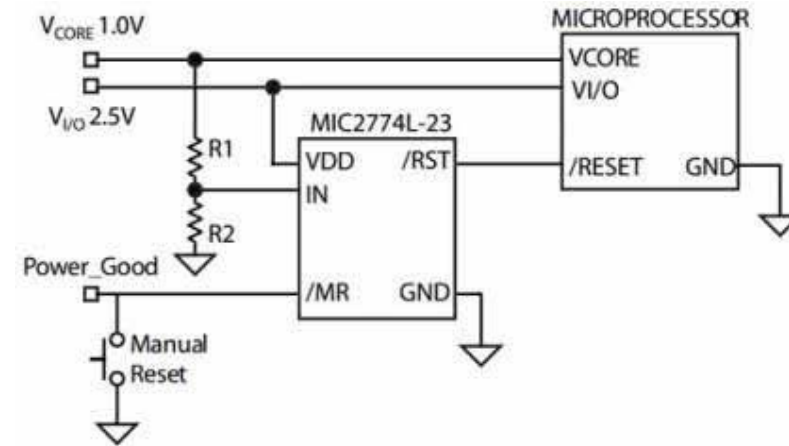 MICROPROCESSOR
VCORE 1.0V
VCORE
VI/O
VI/O 2.5V
MIC2774L-23
R1
VDD
/RST
/RESET
GND
IN
R2
Power_Good
/MR
GND
Manual
Reset